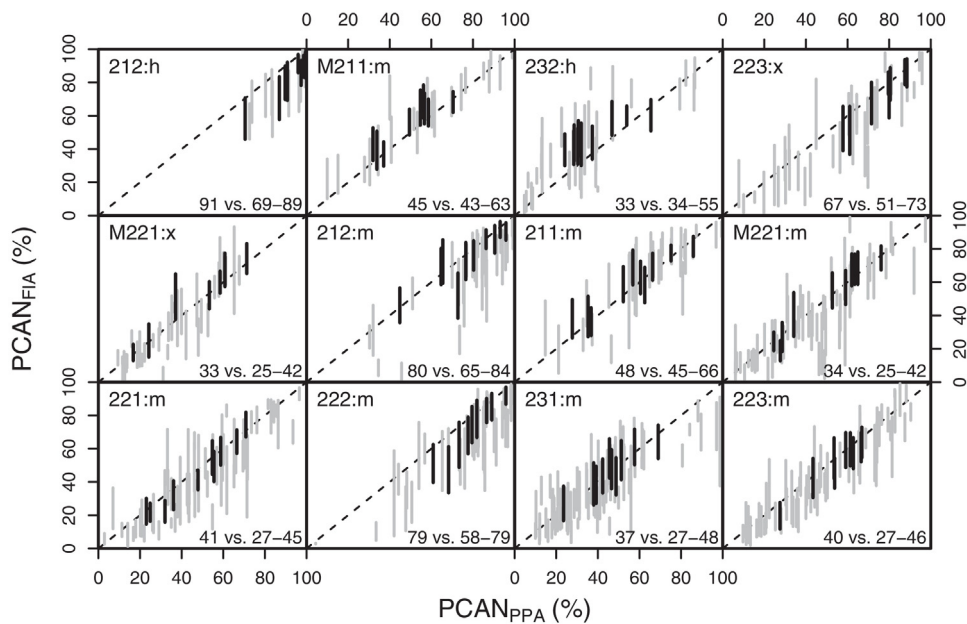 0 20 40 60 80 100 0 20 40 60 80 100
0 20 40 60 80 100
212:h M211:m 232:h 223:x
91 vs. 69–89 45 vs. 43–63 33 vs. 34–55 67 vs. 51–73
0 20 40 60 80 100
M221:x 212:m 211:m M221:m
33 vs. 25–42 80 vs. 65–84 48 vs. 45–66 34 vs. 25–42
0 20 40 60 80 100
221:m 222:m 231:m 223:m
41 vs. 27–45 79 vs. 58–79 37 vs. 27–48 40 vs. 27–46
0 20 40 60 80 0 20 40 60 80 100
PCANFIA (%)
PCANPPA (%)